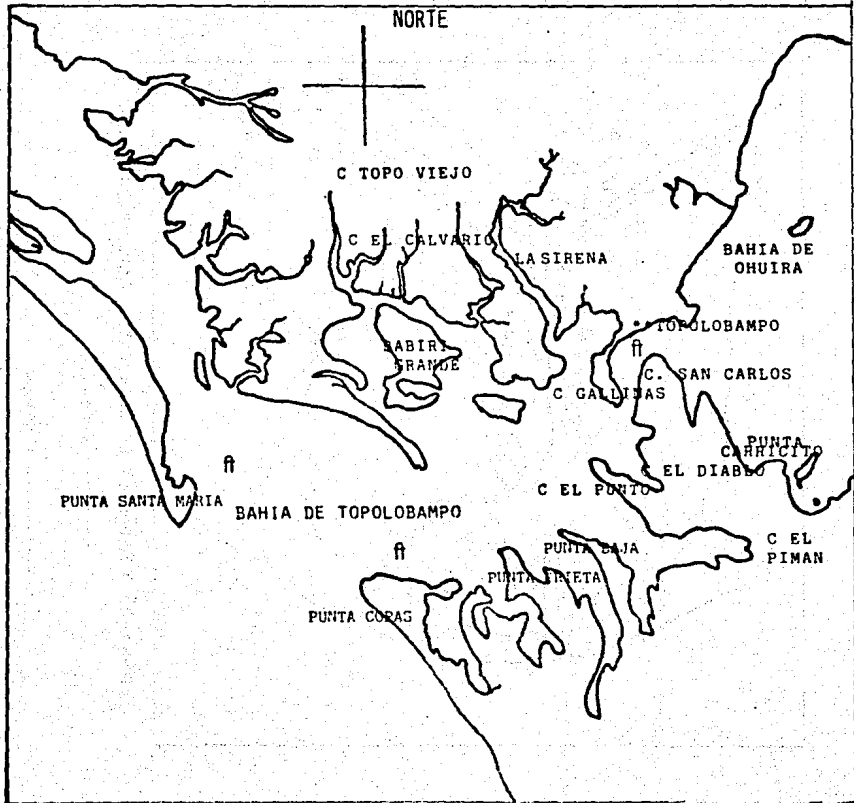 NORTE
C TOPO VIEJO
C EL CALVARIO
LA SIRENA
BAHIA DE
OHUIRA
TOPOLOBAMPO
SABIRI
GRANDE
C. SAN CARLOS
C GALLINAS
PUNTA
CARRICITO
C EL DIABLO
C EL PUNTO
PUNTA SANTA MARIA
BAHIA DE TOPOLOBAMPO
C EL
PIMAN
PUNTA BAJA
PUNTA PRIETA
PUNTA COPAS